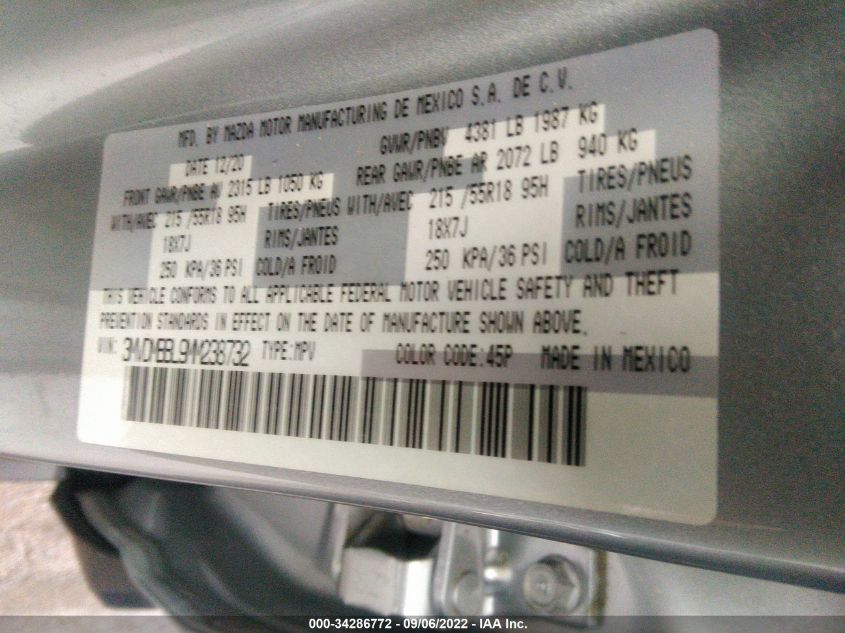 MFD. BY MAZDA MOTOR MANUFACTURING DE MEXICO S.A. DE C.V.
DATE 12/20 GVWR/PNBV 4381 LB 1987 KG
FRONT GAWR/PNBE AV 2315 LB 1050 KG REAR GAWR/PNBE AR 2072 LB 940 KG
WITH/AVEC 215 /55R18 95H TIRES/PNEUS WITH/AVEC 215 /55R18 95H TIRES/PNEUS
18X7J RIMS/JANTES 18X7J RIMS/JANTES
250 KPA/36 PSI COLD/A FROID 250 KPA/36 PSI COLD/A FROID
THIS VEHICLE CONFORMS TO ALL APPLICABLE FEDERAL MOTOR VEHICLE SAFETY AND THEFT
PREVENTION STANDARDS IN EFFECT ON THE DATE OF MANUFACTURE SHOWN ABOVE.
VIN: 3MVDMBBL9MM238732 TYPE:MPV COLOR CODE:45P MADE IN MEXICO
000-34286772 - 09/06/2022 - IAA Inc.